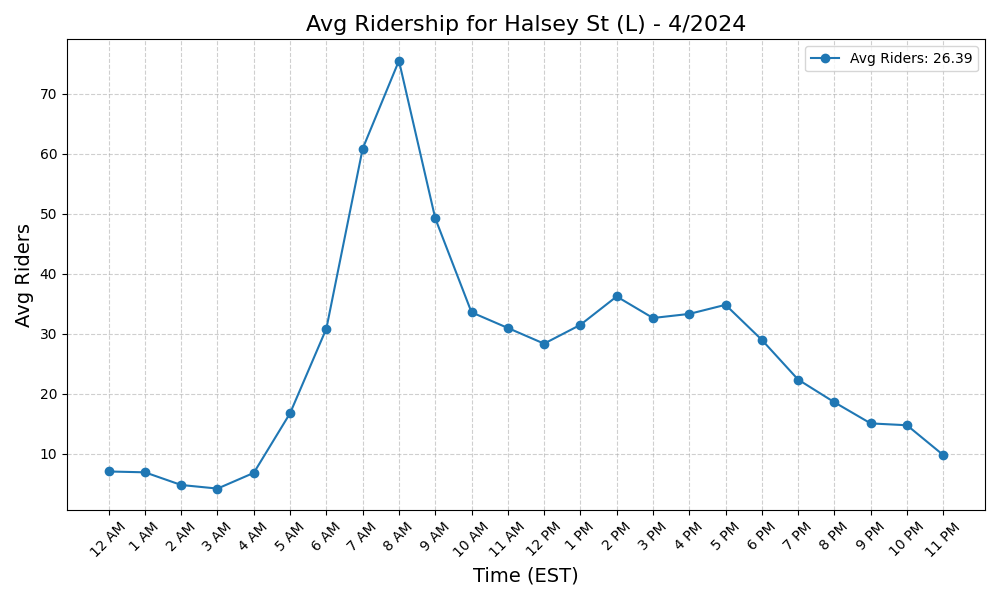 Avg Ridership for Halsey St (L) - 4/2024
Avg Riders: 26.39
Avg Riders
70
60
50
40
30
20
10
12 AM
1 AM
2 AM
3 AM
4 AM
5 AM
6 AM
7 AM
8 AM
9 AM
10 AM
11 AM
12 PM
1 PM
2 PM
3 PM
4 PM
5 PM
6 PM
7 PM
8 PM
9 PM
10 PM
11 PM
Time (EST)